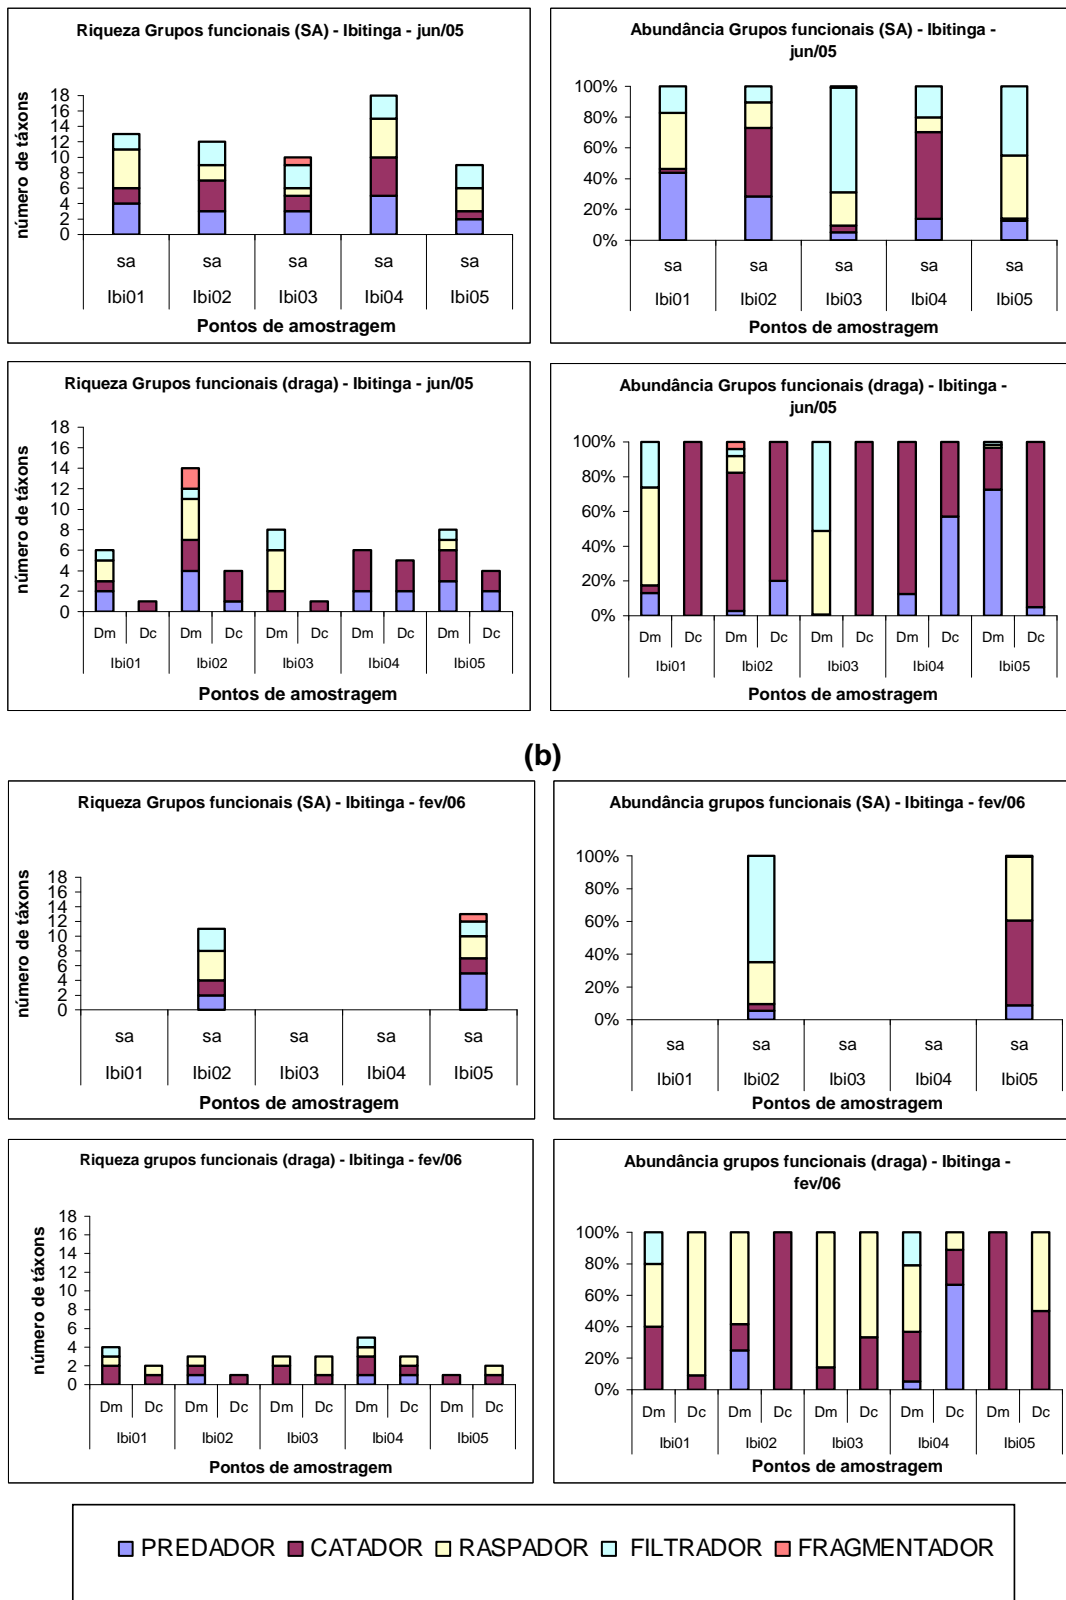 Riqueza Grupos funcionais (SA) - Ibitinga - jun/05
número de táxons
18
16
14
12
10
8
6
4
2
0
sa sa sa sa sa
Ibi01 Ibi02 Ibi03 Ibi04 Ibi05
Pontos de amostragem
Abundância Grupos funcionais (SA) - Ibitinga -
jun/05
100%
80%
60%
40%
20%
0%
sa sa sa sa sa
Ibi01 Ibi02 Ibi03 Ibi04 Ibi05
Pontos de amostragem
Riqueza Grupos funcionais (draga) - Ibitinga - jun/05
número de táxons
18
16
14
12
10
8
6
4
2
0
Dm Dc Dm Dc Dm Dc Dm Dc Dm Dc
Ibi01 Ibi02 Ibi03 Ibi04 Ibi05
Pontos de amostragem
Abundância Grupos funcionais (draga) - Ibitinga -
jun/05
100%
80%
60%
40%
20%
0%
Dm Dc Dm Dc Dm Dc Dm Dc Dm Dc
Ibi01 Ibi02 Ibi03 Ibi04 Ibi05
Pontos de amostragem
(b)
Riqueza Grupos funcionais (SA) - Ibitinga - fev/06
número de táxons
18
16
14
12
10
8
6
4
2
0
sa sa sa sa sa
Ibi01 Ibi02 Ibi03 Ibi04 Ibi05
Pontos de amostragem
Abundância grupos funcionais (SA) - Ibitinga - fev/06
100%
80%
60%
40%
20%
0%
sa sa sa sa sa
Ibi01 Ibi02 Ibi03 Ibi04 Ibi05
Pontos de amostragem
Riqueza grupos funcionais (draga) - Ibitinga - fev/06
número de táxons
18
16
14
12
10
8
6
4
2
0
Dm Dc Dm Dc Dm Dc Dm Dc Dm Dc
Ibi01 Ibi02 Ibi03 Ibi04 Ibi05
Pontos de amostragem
Abundância grupos funcionais (draga) - Ibitinga -
fev/06
100%
80%
60%
40%
20%
0%
Dm Dc Dm Dc Dm Dc Dm Dc Dm Dc
Ibi01 Ibi02 Ibi03 Ibi04 Ibi05
Pontos de amostragem
PREDADOR CATADOR RASPADOR FILTRADOR FRAGMENTADOR